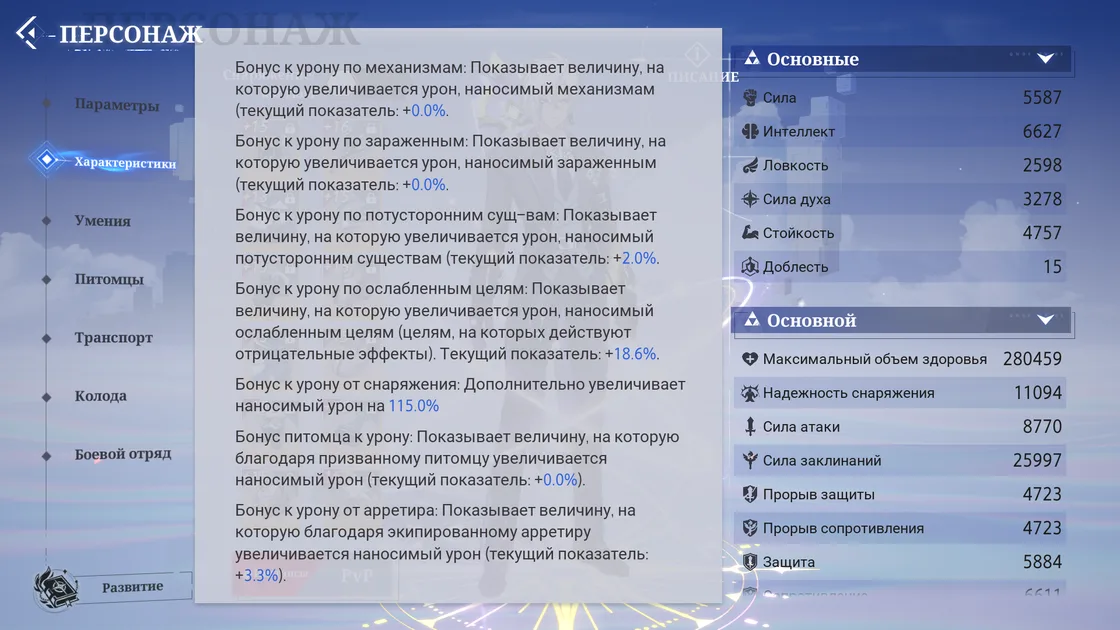 ПЕРСОНАЖ
Параметры
Характеристики
Умения
Питомцы
Транспорт
Колода
Боевой отряд
Развитие
Бонус к урону по механизмам: Показывает величину, на
которую увеличивается урон, наносимый механизмам
(текущий показатель: +0.0%.
Бонус к урону по зараженным: Показывает величину, на
которую увеличивается урон, наносимый зараженным
(текущий показатель: +0.0%.
Бонус к урону по потусторонним сущ-вам: Показывает
величину, на которую увеличивается урон, наносимый
потусторонним существам (текущий показатель: +2.0%.
Бонус к урону по ослабленным целям: Показывает
величину, на которую увеличивается урон, наносимый
ослабленным целям (целям, на которых действуют
отрицательные эффекты). Текущий показатель: +18.6%.
Бонус к урону от снаряжения: Дополнительно увеличивает
наносимый урон на 115.0%
Бонус питомца к урону: Показывает величину, на которую
благодаря призванному питомцу увеличивается
наносимый урон (текущий показатель: +0.0%).
Бонус к урону от арретира: Показывает величину, на
которую благодаря экипированному арретиру
увеличивается наносимый урон (текущий показатель:
+3.3%).
PvP
Основные
Сила 5587
Интеллект 6627
Ловкость 2598
Сила духа 3278
Стойкость 4757
Доблесть 15
Основной
Максимальный объем здоровья 280459
Надежность снаряжения 11094
Сила атаки 8770
Сила заклинаний 25997
Прорыв защиты 4723
Прорыв сопротивления 4723
Защита 5884
Сопротивление 6611